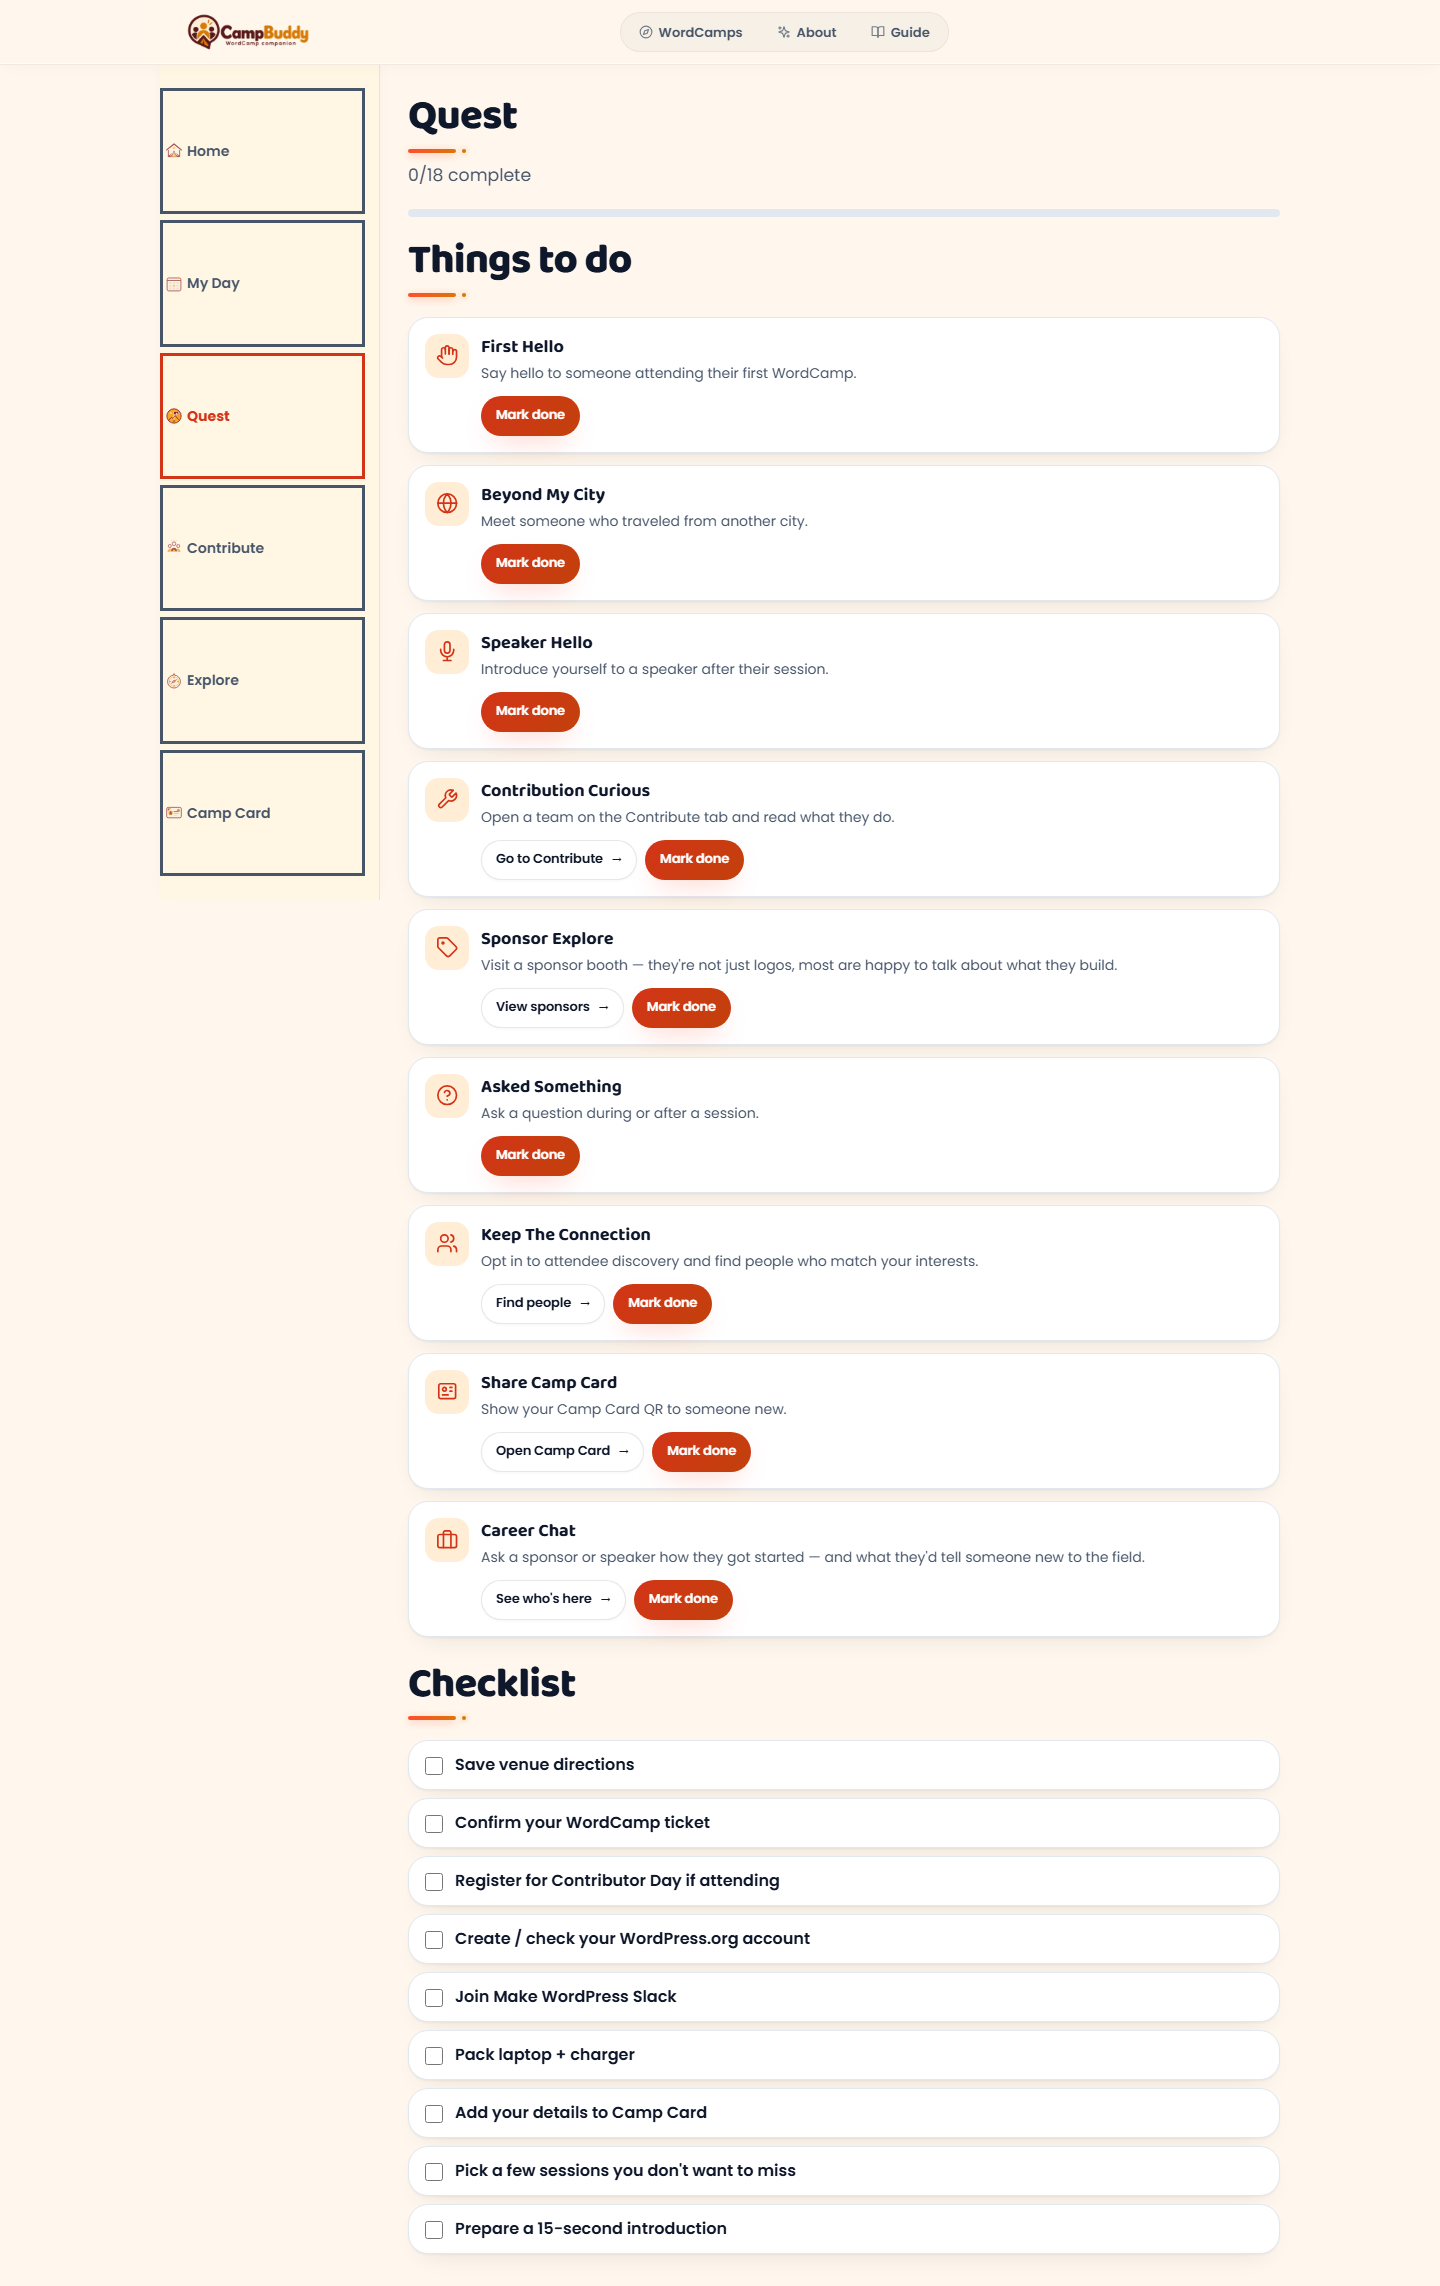 CampBuddy
WordCamp companion
WordCamps
About
Guide
Home
My Day
Quest
Contribute
Explore
Camp Card
Quest
0/18 complete
Things to do
First Hello
Say hello to someone attending their first WordCamp.
Mark done
Beyond My City
Meet someone who traveled from another city.
Mark done
Speaker Hello
Introduce yourself to a speaker after their session.
Mark done
Contribution Curious
Open a team on the Contribute tab and read what they do.
Go to Contribute → Mark done
Sponsor Explore
Visit a sponsor booth — they're not just logos, most are happy to talk about what they build.
View sponsors → Mark done
Asked Something
Ask a question during or after a session.
Mark done
Keep The Connection
Opt in to attendee discovery and find people who match your interests.
Find people → Mark done
Share Camp Card
Show your Camp Card QR to someone new.
Open Camp Card → Mark done
Career Chat
Ask a sponsor or speaker how they got started — and what they'd tell someone new to the field.
See who's here → Mark done
Checklist
Save venue directions
Confirm your WordCamp ticket
Register for Contributor Day if attending
Create / check your WordPress.org account
Join Make WordPress Slack
Pack laptop + charger
Add your details to Camp Card
Pick a few sessions you don't want to miss
Prepare a 15-second introduction